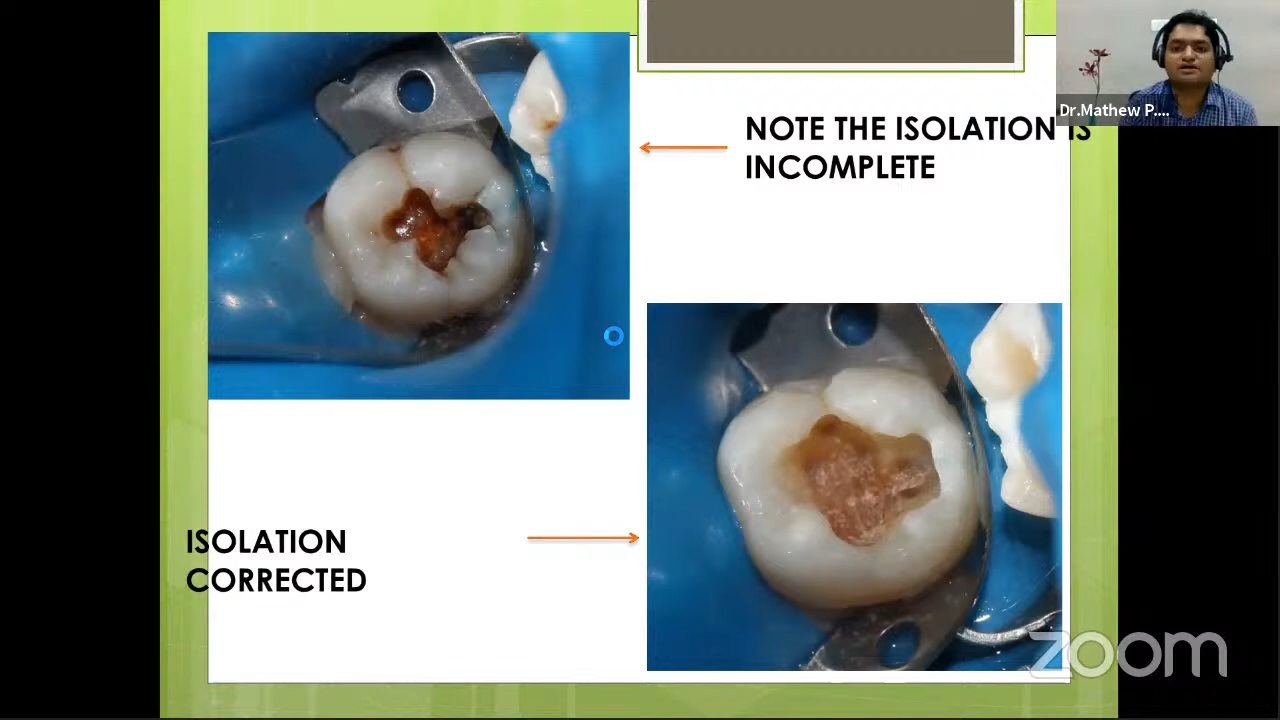 Dr.Mathew P....
NOTE THE ISOLATION IS
INCOMPLETE
ISOLATION
CORRECTED
zoom